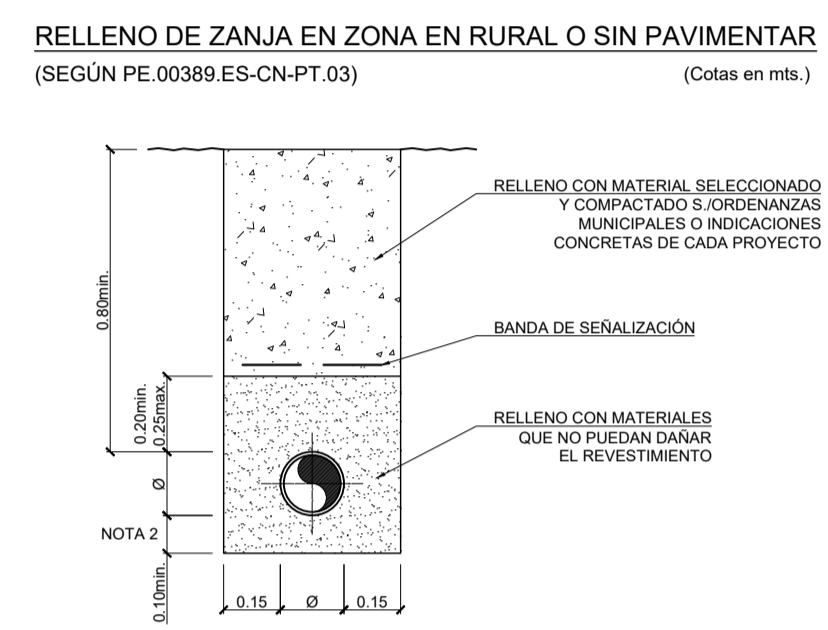 RELLENO DE ZANJA EN ZONA EN RURAL O SIN PAVIMENTAR
(SEGÚN PE.00389.ES-CN-PT.03)
(Cotas en mts.)
RELLENO CON MATERIAL SELECCIONADO
Y COMPACTADO S./ORDENANZAS
MUNICIPALES O INDICACIONES
CONCRETAS DE CADA PROYECTO
0.80min.
BANDA DE SEÑALIZACIÓN
0.20min.
0.25max.
RELLENO CON MATERIALES
QUE NO PUEDAN DAÑAR
EL REVESTIMIENTO
Ø
NOTA 2
0.10min.
0.15
Ø
0.15